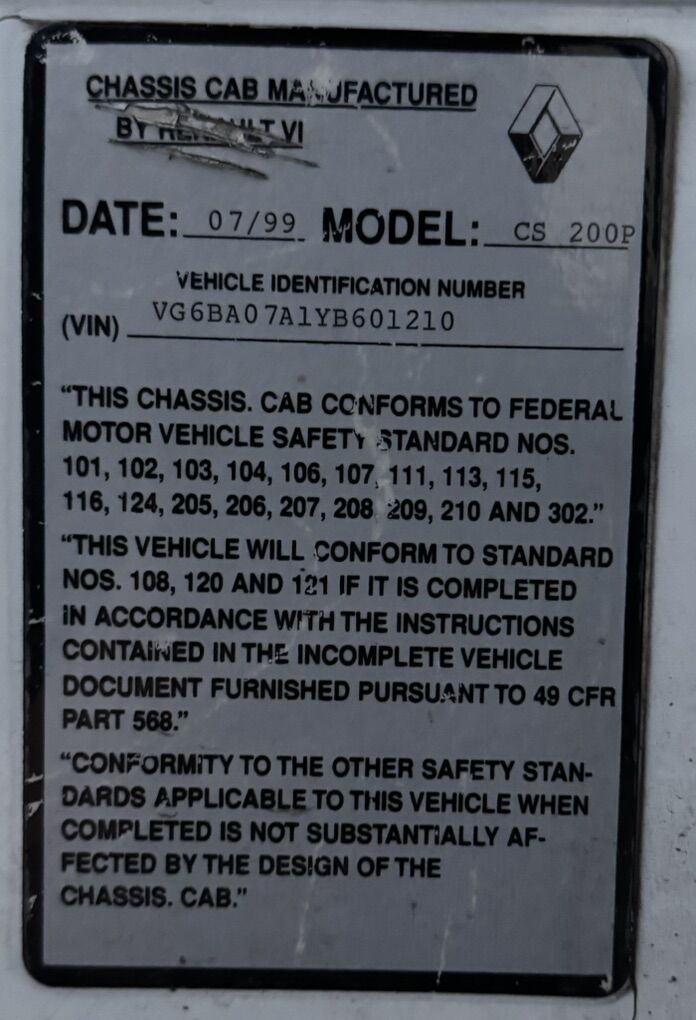 CHASSIS CAB MANUFACTURED
BY RENAULT VI
DATE: 07/99 MODEL: CS 200P
VEHICLE IDENTIFICATION NUMBER
(VIN) VG6BA07A1YB601210
“THIS CHASSIS. CAB CONFORMS TO FEDERAL
MOTOR VEHICLE SAFETY STANDARD NOS.
101, 102, 103, 104, 106, 107, 111, 113, 115,
116, 124, 205, 206, 207, 208, 209, 210 AND 302.”
“THIS VEHICLE WILL CONFORM TO STANDARD
NOS. 108, 120 AND 121 IF IT IS COMPLETED
IN ACCORDANCE WITH THE INSTRUCTIONS
CONTAINED IN THE INCOMPLETE VEHICLE
DOCUMENT FURNISHED PURSUANT TO 49 CFR
PART 568.”
“CONFORMITY TO THE OTHER SAFETY STAN-
DARDS APPLICABLE TO THIS VEHICLE WHEN
COMPLETED IS NOT SUBSTANTIALLY AF-
FECTED BY THE DESIGN OF THE
CHASSIS. CAB.”